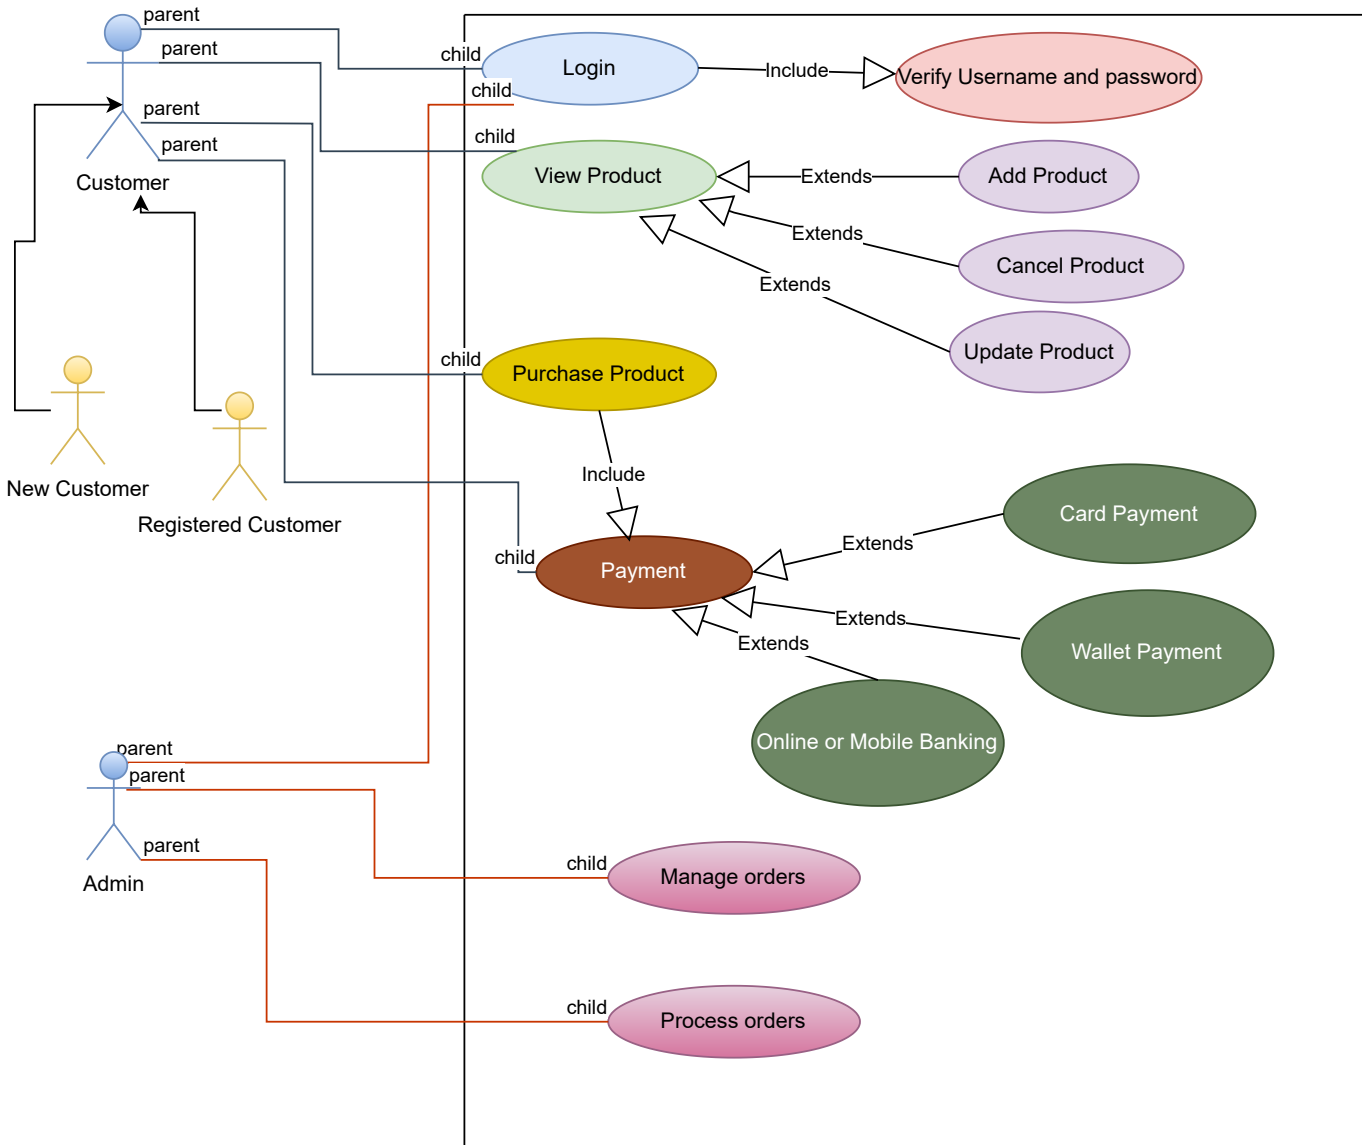 parent
parent
parent
parent
Customer
child
child
child
Login
Include
Verify Username and password
View Product
Extends
Add Product
Extends
Cancel Product
Extends
Update Product
child
Purchase Product
Include
New Customer
Registered Customer
child
Payment
Extends
Card Payment
Extends
Wallet Payment
Extends
Online or Mobile Banking
parent
parent
parent
Admin
child
Manage orders
child
Process orders